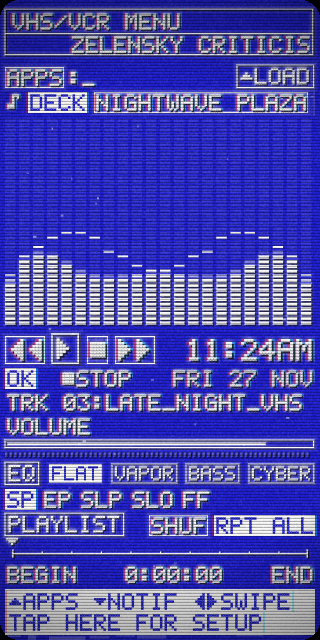 VHS/VCR MENU
ZELENSKY CRITICIS
APPS:_ LOAD
DECK NIGHTWAVE PLAZA
11:24AM
OK STOP FRI 27 NOV
TRK 03:LATE_NIGHT_VHS
VOLUME
EQ FLAT VAPOR BASS CYBER
SP EP SLP SLO FF
PLAYLIST SHUF RPT ALL
BEGIN 0:00:00 END
APPS NOTIF SWIPE
TAP HERE FOR SETUP